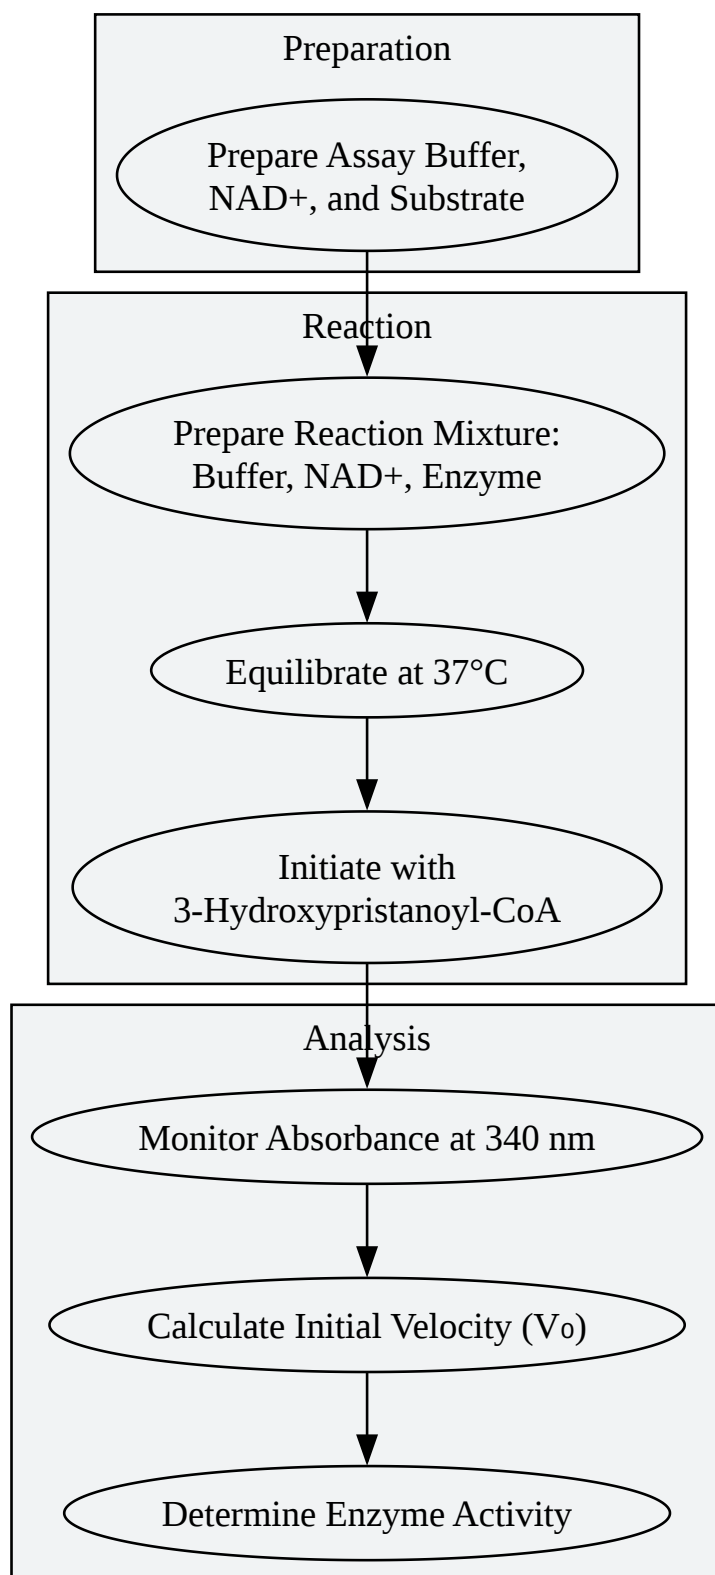 Preparation
Prepare Assay Buffer,
NAD+, and Substrate
Reaction
Prepare Reaction Mixture:
Buffer, NAD+, Enzyme
Equilibrate at 37°C
Initiate with
3-Hydroxypristanoyl-CoA
Analysis
Monitor Absorbance at 340 nm
Calculate Initial Velocity (V₀)
Determine Enzyme Activity